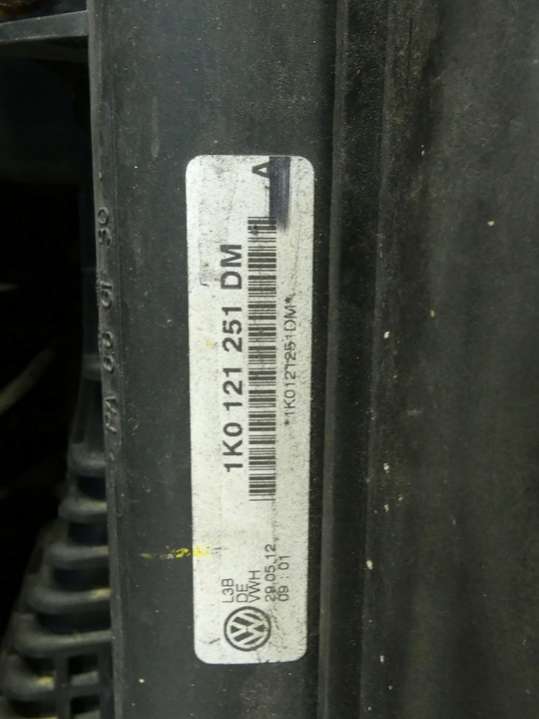 1K0 121 251 DM
A
*1K0121251DM*
L3B
DE
VWH
29.05.12
09 : 01